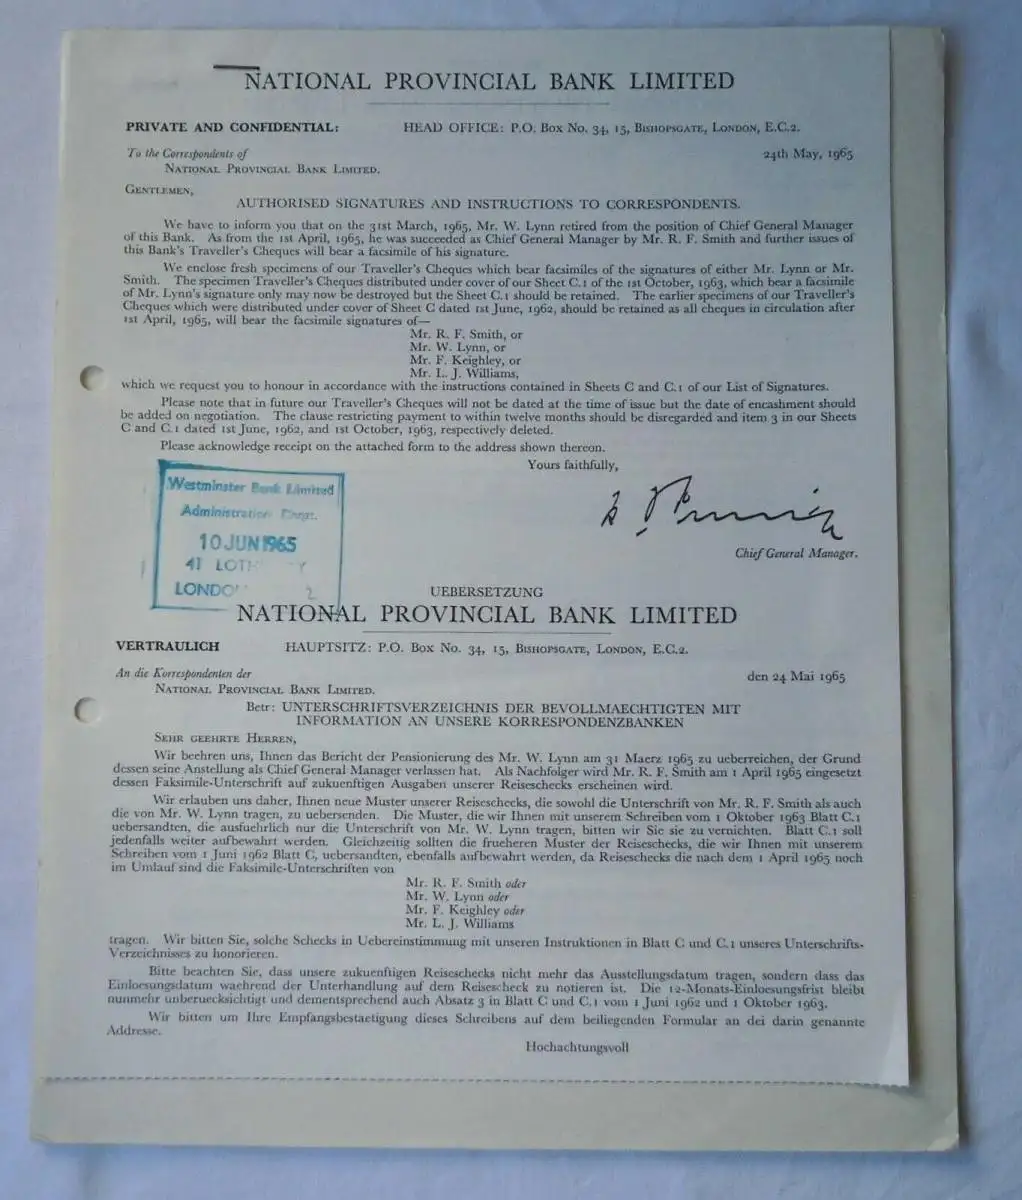 NATIONAL PROVINCIAL BANK LIMITED
PRIVATE AND CONFIDENTIAL: HEAD OFFICE: P.O. Box No. 34, 15, Bishopsgate, London, E.C.2.
To the Correspondents of
National Provincial Bank Limited.
24th May, 1965
Gentlemen,
AUTHORISED SIGNATURES AND INSTRUCTIONS TO CORRESPONDENTS.
We have to inform you that on the 31st March, 1965, Mr. W. Lynn retired from the position of Chief General Manager
of this Bank. As from the 1st April, 1965, he was succeeded as Chief General Manager by Mr. R. F. Smith and further issues of
this Bank's Traveller's Cheques will bear a facsimile of his signature.
We enclose fresh specimens of our Traveller's Cheques which bear facsimiles of the signatures of either Mr. Lynn or Mr.
Smith. The specimen Traveller's Cheques distributed under cover of our Sheet C.1 of the 1st October, 1963, which bear a facsimile
of Mr. Lynn's signature only may now be destroyed but the Sheet C.1 should be retained. The earlier specimens of our Traveller's
Cheques which were distributed under cover of Sheet C dated 1st June, 1962, should be retained as all cheques in circulation after
1st April, 1965, will bear the facsimile signatures of—
Mr. R. F. Smith, or
Mr. W. Lynn, or
Mr. F. Keighley, or
Mr. L. J. Williams,
which we request you to honour in accordance with the instructions contained in Sheets C and C.1 of our List of Signatures.
Please note that in future our Traveller's Cheques will not be dated at the time of issue but the date of encashment should
be added on negotiation. The clause restricting payment to within twelve months should be disregarded and item 3 in our Sheets
C and C.1 dated 1st June, 1962, and 1st October, 1963, respectively deleted.
Please acknowledge receipt on the attached form to the address shown thereon.
Yours faithfully,
Chief General Manager.
Westminster Bank Limited
Administration Dept.
10 JUN 1965
41 LOTHBURY
LONDON 2
UEBERSETZUNG
NATIONAL PROVINCIAL BANK LIMITED
VERTRAULICH HAUPTSITZ: P.O. Box No. 34, 15, Bishopsgate, London, E.C.2.
An die Korrespondenten der
National Provincial Bank Limited.
den 24 Mai 1965
Betr: UNTERSCHRIFTSVERZEICHNIS DER BEVOLLMAECHTIGTEN MIT
INFORMATION AN UNSERE KORRESPONDENZBANKEN
Sehr geehrte Herren,
Wir beehren uns, Ihnen das Bericht der Pensionierung des Mr. W. Lynn am 31 Maerz 1965 zu ueberreichen, der Grund
dessen seine Anstellung als Chief General Manager verlassen hat. Als Nachfolger wird Mr. R. F. Smith am 1 April 1965 eingesetzt
dessen Faksimile-Unterschrift auf zukuenftigen Ausgaben unserer Reiseschecks erscheinen wird.
Wir erlauben uns daher, Ihnen neue Muster unserer Reiseschecks, die sowohl die Unterschrift von Mr. R. F. Smith als auch
die von Mr. W. Lynn tragen, zu uebersenden. Die Muster, die wir Ihnen mit unserem Schreiben vom 1 Oktober 1963 Blatt C.1
uebersandten, die ausfuehrlich nur die Unterschrift von Mr. W. Lynn tragen, bitten wir Sie sie zu vernichten. Blatt C.1 soll
jedenfalls weiter aufbewahrt werden. Gleichzeitig sollten die frueheren Muster der Reiseschecks, die wir Ihnen mit unserem
Schreiben vom 1 Juni 1962 Blatt C, uebersandten, ebenfalls aufbewahrt werden, da Reiseschecks die nach dem 1 April 1965 noch
im Umlauf sind die Faksimile-Unterschriften von
Mr. R. F. Smith oder
Mr. W. Lynn oder
Mr. F. Keighley oder
Mr. L. J. Williams
tragen. Wir bitten Sie, solche Schecks in Uebereinstimmung mit unseren Instruktionen in Blatt C und C.1 unseres Unterschrifts-
Verzeichnisses zu honorieren.
Bitte beachten Sie, dass unsere zukuenftigen Reiseschecks nicht mehr das Ausstellungsdatum tragen, sondern dass das
Einloesungsdatum waehrend der Unterhandlung auf dem Reisescheck zu notieren ist. Die 12-Monats-Einloesungsfrist bleibt
nunmehr unberuecksichtigt und dementsprechend auch Absatz 3 in Blatt C und C.1 vom 1 Juni 1962 und 1 Oktober 1963.
Wir bitten um Ihre Empfangsbestaetigung dieses Schreibens auf dem beiliegenden Formular an dei darin genannte
Addresse.
Hochachtungsvoll